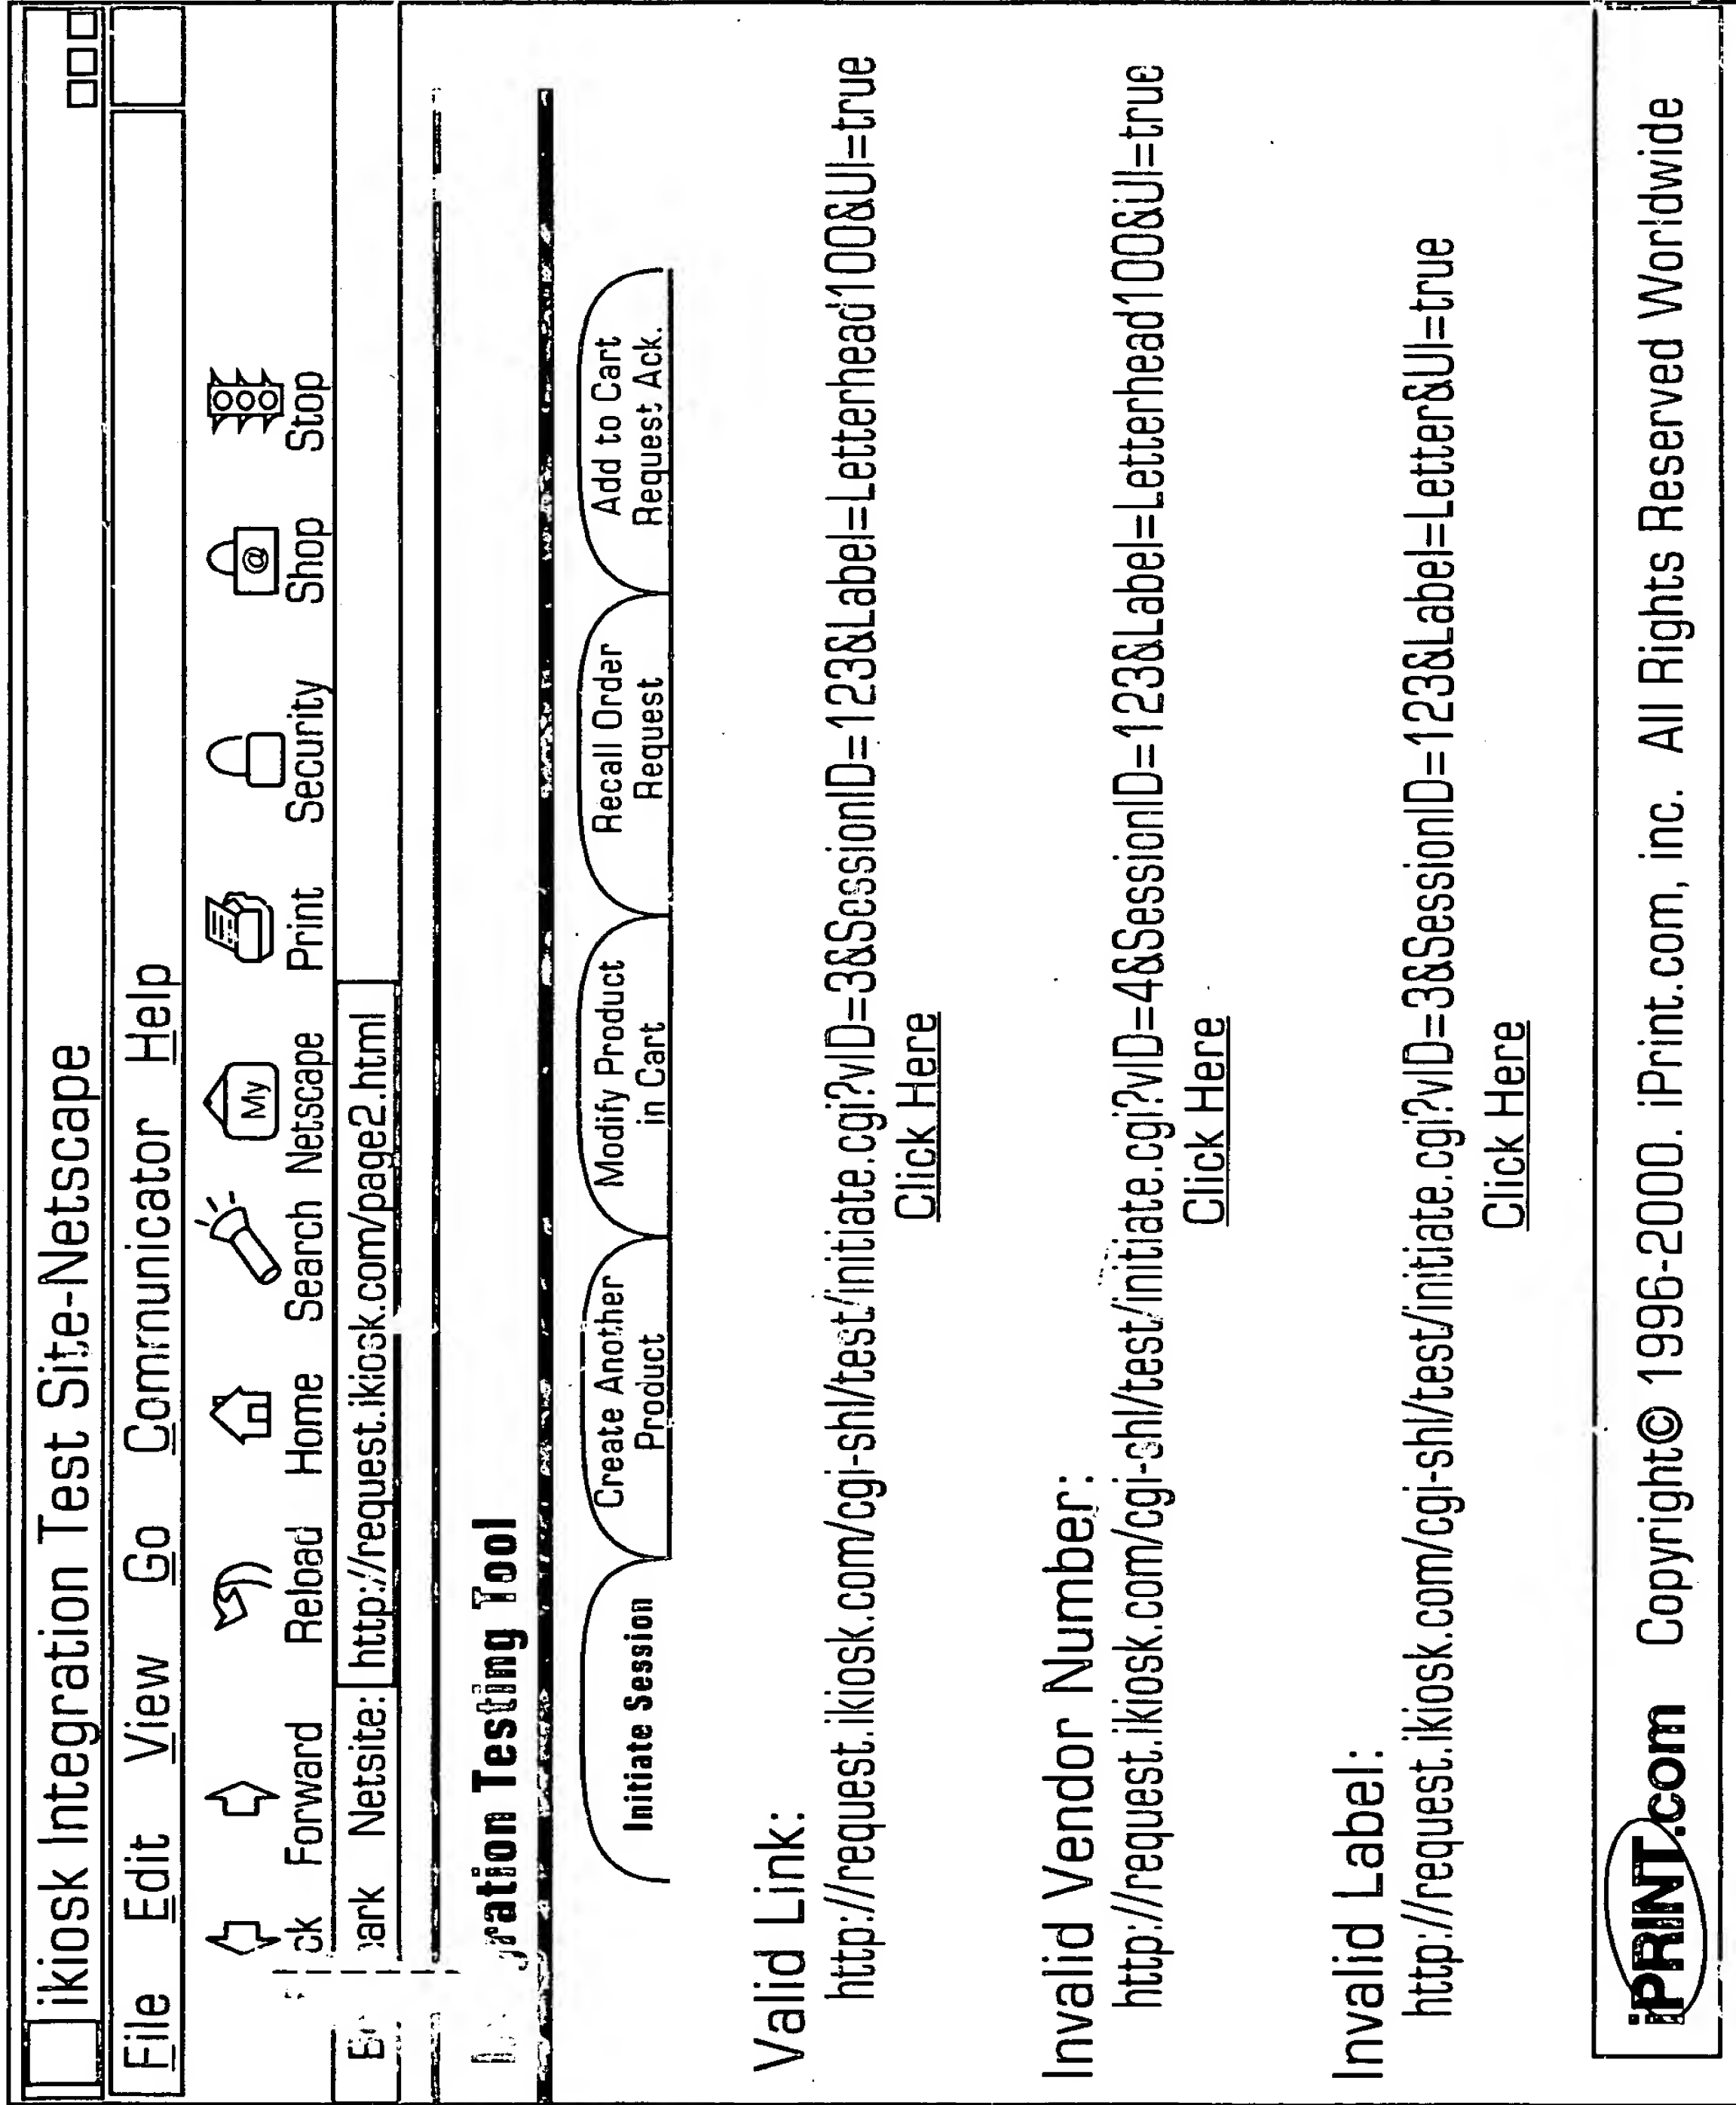 ikiosk Integration Test Site-Netscape
File Edit View Go Communicator Help
ck Forward Reload Home Search Netscape Print Security Shop Stop
My @
ark Netsite: http://request.ikiosk.com/page2.html
gration Testing Tool
Initiate Session
Create Another
Product
Modify Product
in Cart
Recall Order
Request
Add to Cart
Request Ack.
Valid Link:
http://request.ikiosk.com/cgi-shl/test/initiate.cgi?vID=3&SessionID=123&Label=Letterhead100&UI=true
Click Here
Invalid Vendor Number:
http://request.ikiosk.com/cgi-shl/test/initiate.cgi?vID=4&SessionID=123&Label=Letterhead100&UI=true
Click Here
Invalid Label:
http://request.ikiosk.com/cgi-shl/test/initiate.cgi?vID=3&SessionID=123&Label=Letter&UI=true
Click Here
iPRINT.com Copyright© 1996-2000. iPrint.com, inc. All Rights Reserved Worldwide